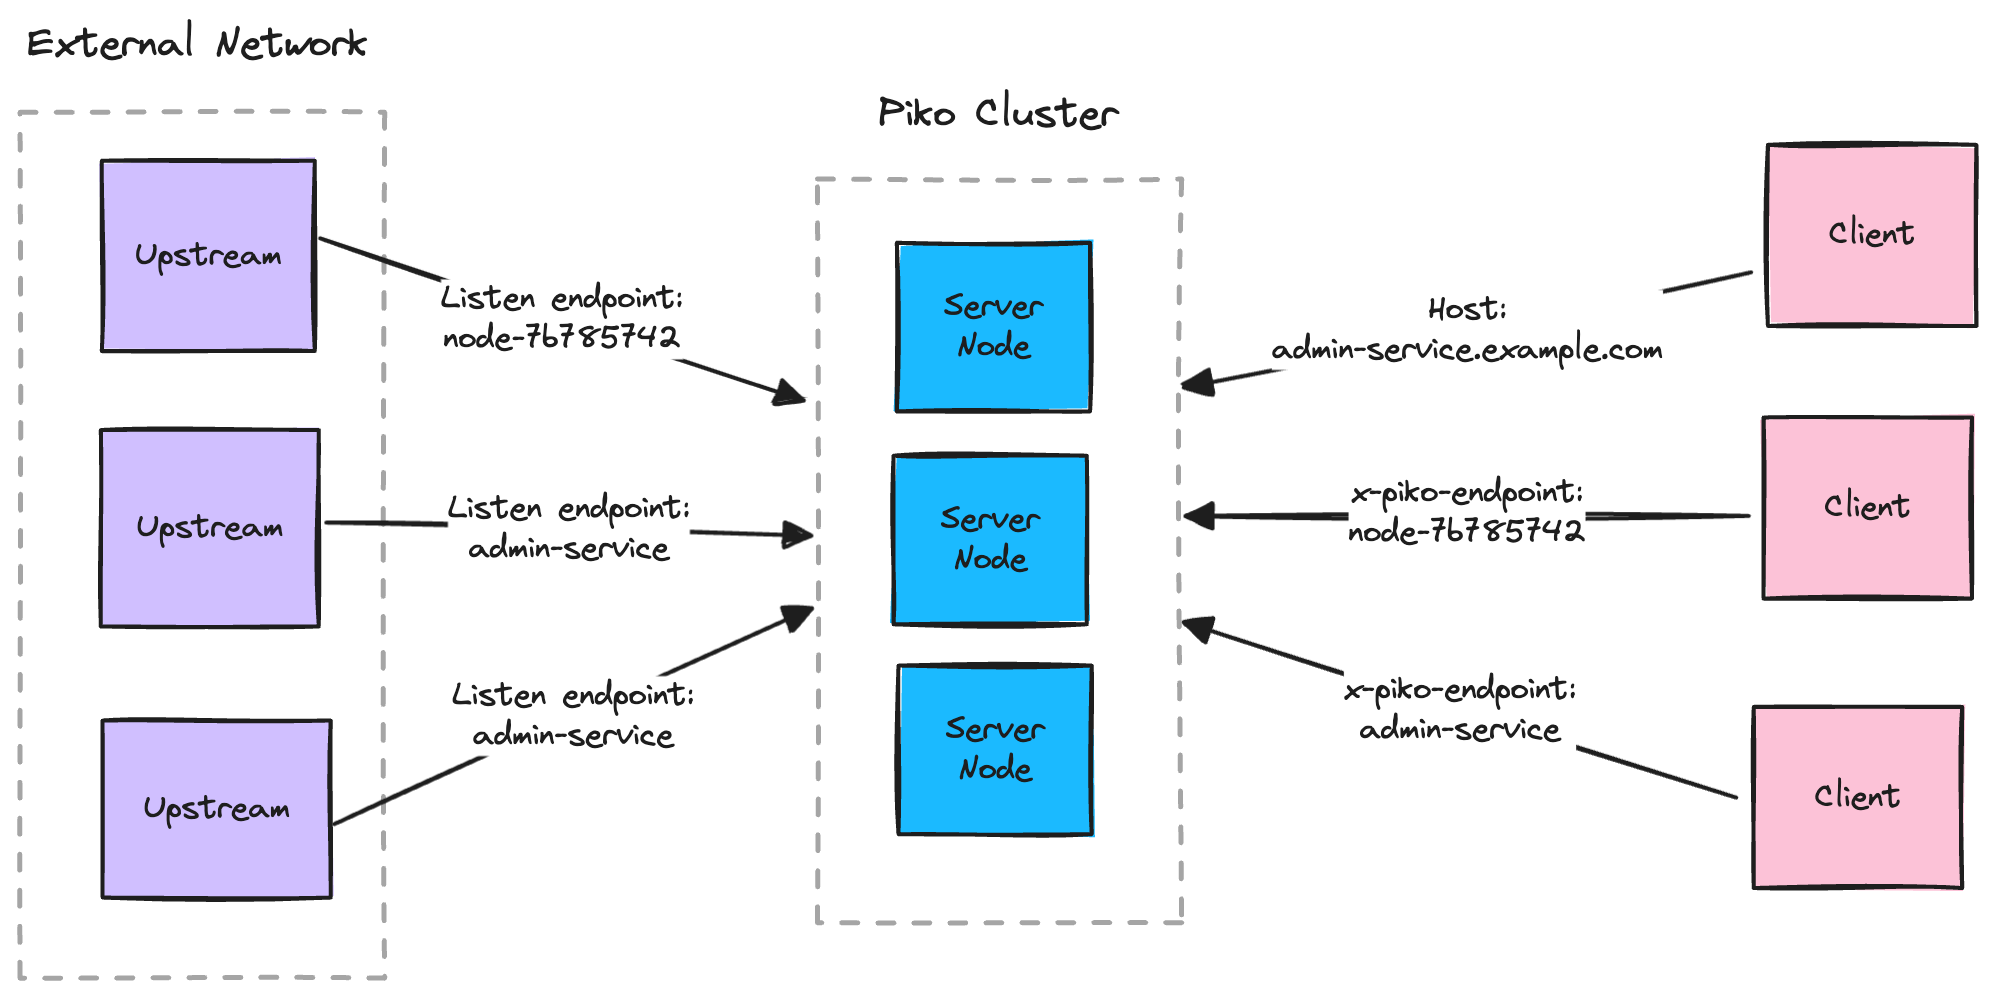 External Network
Upstream
Listen endpoint:
node-7b785742
Upstream
Listen endpoint:
admin-service
Upstream
Listen endpoint:
admin-service
Piko Cluster
Server
Node
Server
Node
Server
Node
Host:
admin-service.example.com
Client
x-piko-endpoint:
node-7b785742
Client
x-piko-endpoint:
admin-service
Client